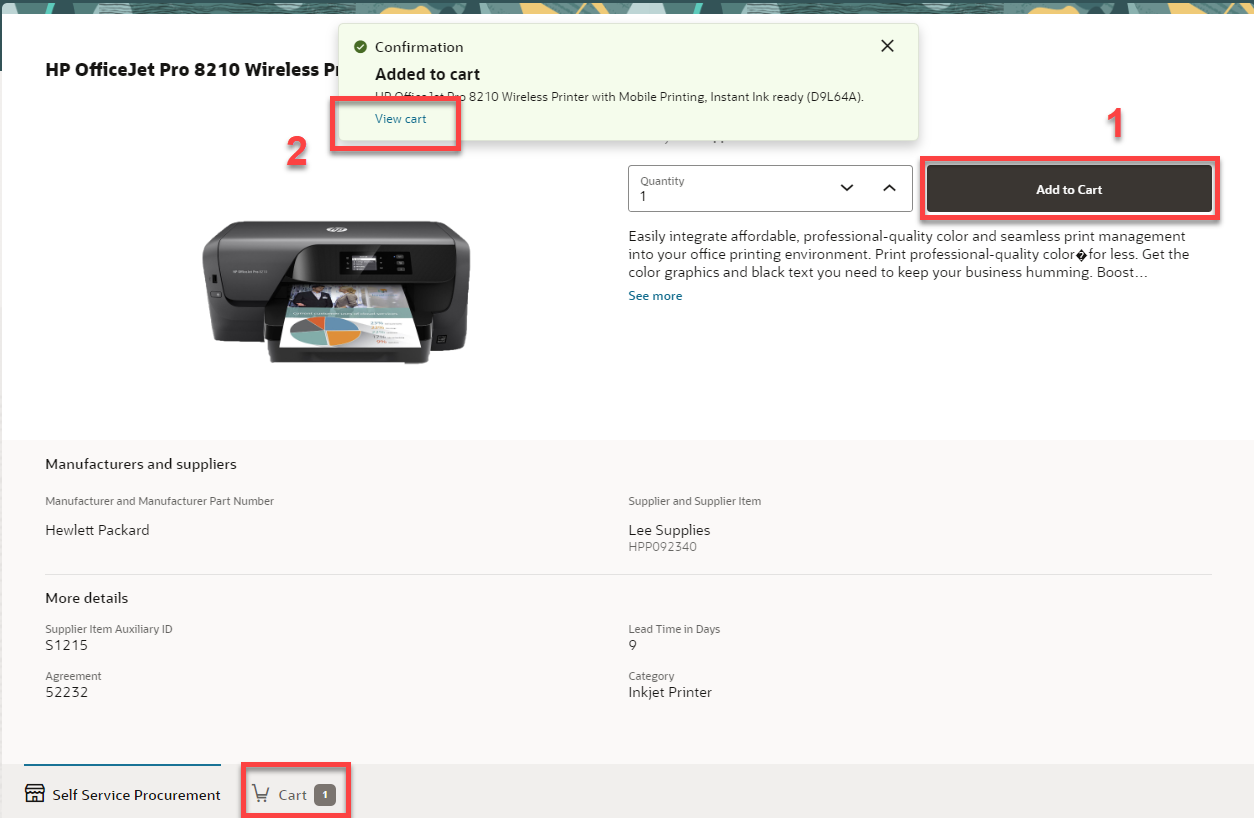 Confirmation
Added to cart
HP OfficeJet Pro 8210 Wireless Printer with Mobile Printing, Instant Ink ready (D9L64A).
View cart
HP OfficeJet Pro 8210 Wireless Pr
1
2
Quantity
1
Add to Cart
Easily integrate affordable, professional-quality color and seamless print management
into your office printing environment. Print professional-quality color�for less. Get the
color graphics and black text you need to keep your business humming. Boost…
See more
Manufacturers and suppliers
Manufacturer and Manufacturer Part Number
Hewlett Packard
Supplier and Supplier Item
Lee Supplies
HPP092340
More details
Supplier Item Auxiliary ID
S1215
Lead Time in Days
9
Agreement
52232
Category
Inkjet Printer
Self Service Procurement
Cart 1